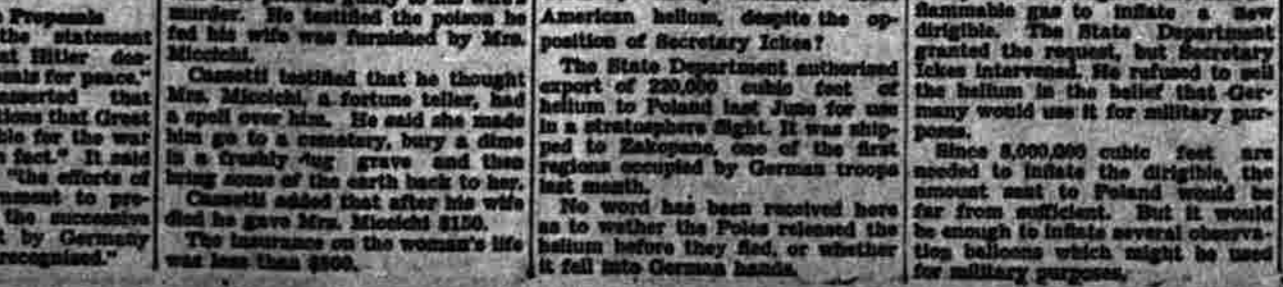 Proposals
the statement
at Hitler des-
als for peace."
serted that
tions that Great
ble for the war
fact." It said
"the efforts of
ment to pre-
the successive
by Germany
recognized."
murder. He testified the poison he
fed his wife was furnished by Mrs.
Miccichi.
Cassetti testified that he thought
Mrs. Miccichi, a fortune teller, had
a spell over him. He said she made
him go to a cemetery, bury a dime
in a freshly dug grave and then
bring some of the earth back to her.
Cassetti added that after his wife
died he gave Mrs. Miccichi $150.
The insurance on the woman's life
was less than
American helium, despite the op-
position of Secretary Ickes?
The State Department authorized
export of 220,000 cubic feet of
helium to Poland last June for use
in a stratosphere flight. It was ship-
ped to Zakopane, one of the first
regions occupied by German troops
last month.
No word has been received here
as to wether the Poles released the
helium before they fled, or whether
it fell into German hands.
flammable gas to inflate a new
dirigible. The State Department
granted the request, but Secretary
Ickes intervened. He refused to sell
the helium in the belief that Ger-
many would use it for military pur-
poses.
Since 8,000,000 cubic feet are
needed to inflate the dirigible, the
amount sent to Poland would be
far from sufficient. But it would
be enough to inflate several observa-
tion balloons which might be used
for military purposes.